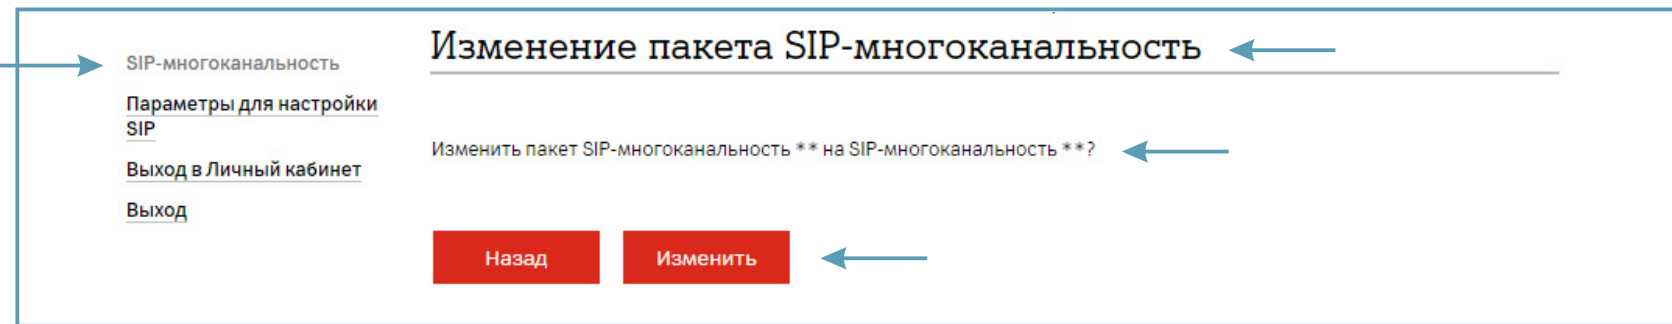 SIP-многоканальность
Параметры для настройки
SIP
Выход в Личный кабинет
Выход
Изменение пакета SIP-многоканальность
Изменить пакет SIP-многоканальность ** на SIP-многоканальность **?
Назад
Изменить